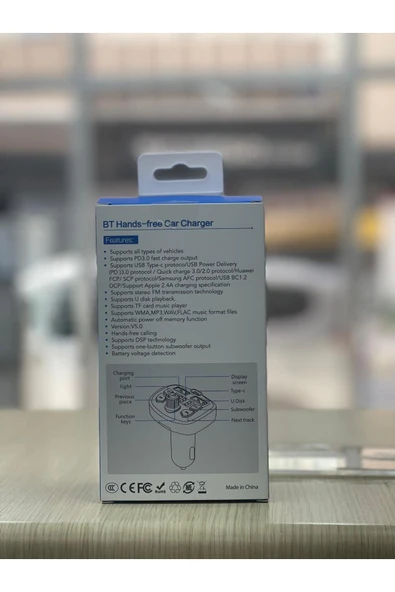 BT Hands-free Car Charger
Features:
• Supports all types of vehicles
• Supports PD3.0 fast charge output
• Supports USB Type-c protocol/USB Power Delivery
(PD )3.0 protocol / Quick charge 3.0/2.0 protocol/Huawei
FCP/ SCP protocol/Samsung AFC protocol/USB BC1.2
DCP/Support Apple 2.4A charging specification
• Supports stereo FM transmission technology
• Supports U disk playback,
• Supports TF card music player
• Supports WMA,MP3,WAV,FLAC music format files
• Automatic power off memory function
• Version:V5.0
• Hands-free calling
• Supports DSP technology
• Supports one-button subwoofer output
• Battery voltage detection
Charging port
Light
Previous piece
Function keys
Display screen
Type-c
U Disk
Subwoofer
Next track
CCC CE FC RoHS
Made in China